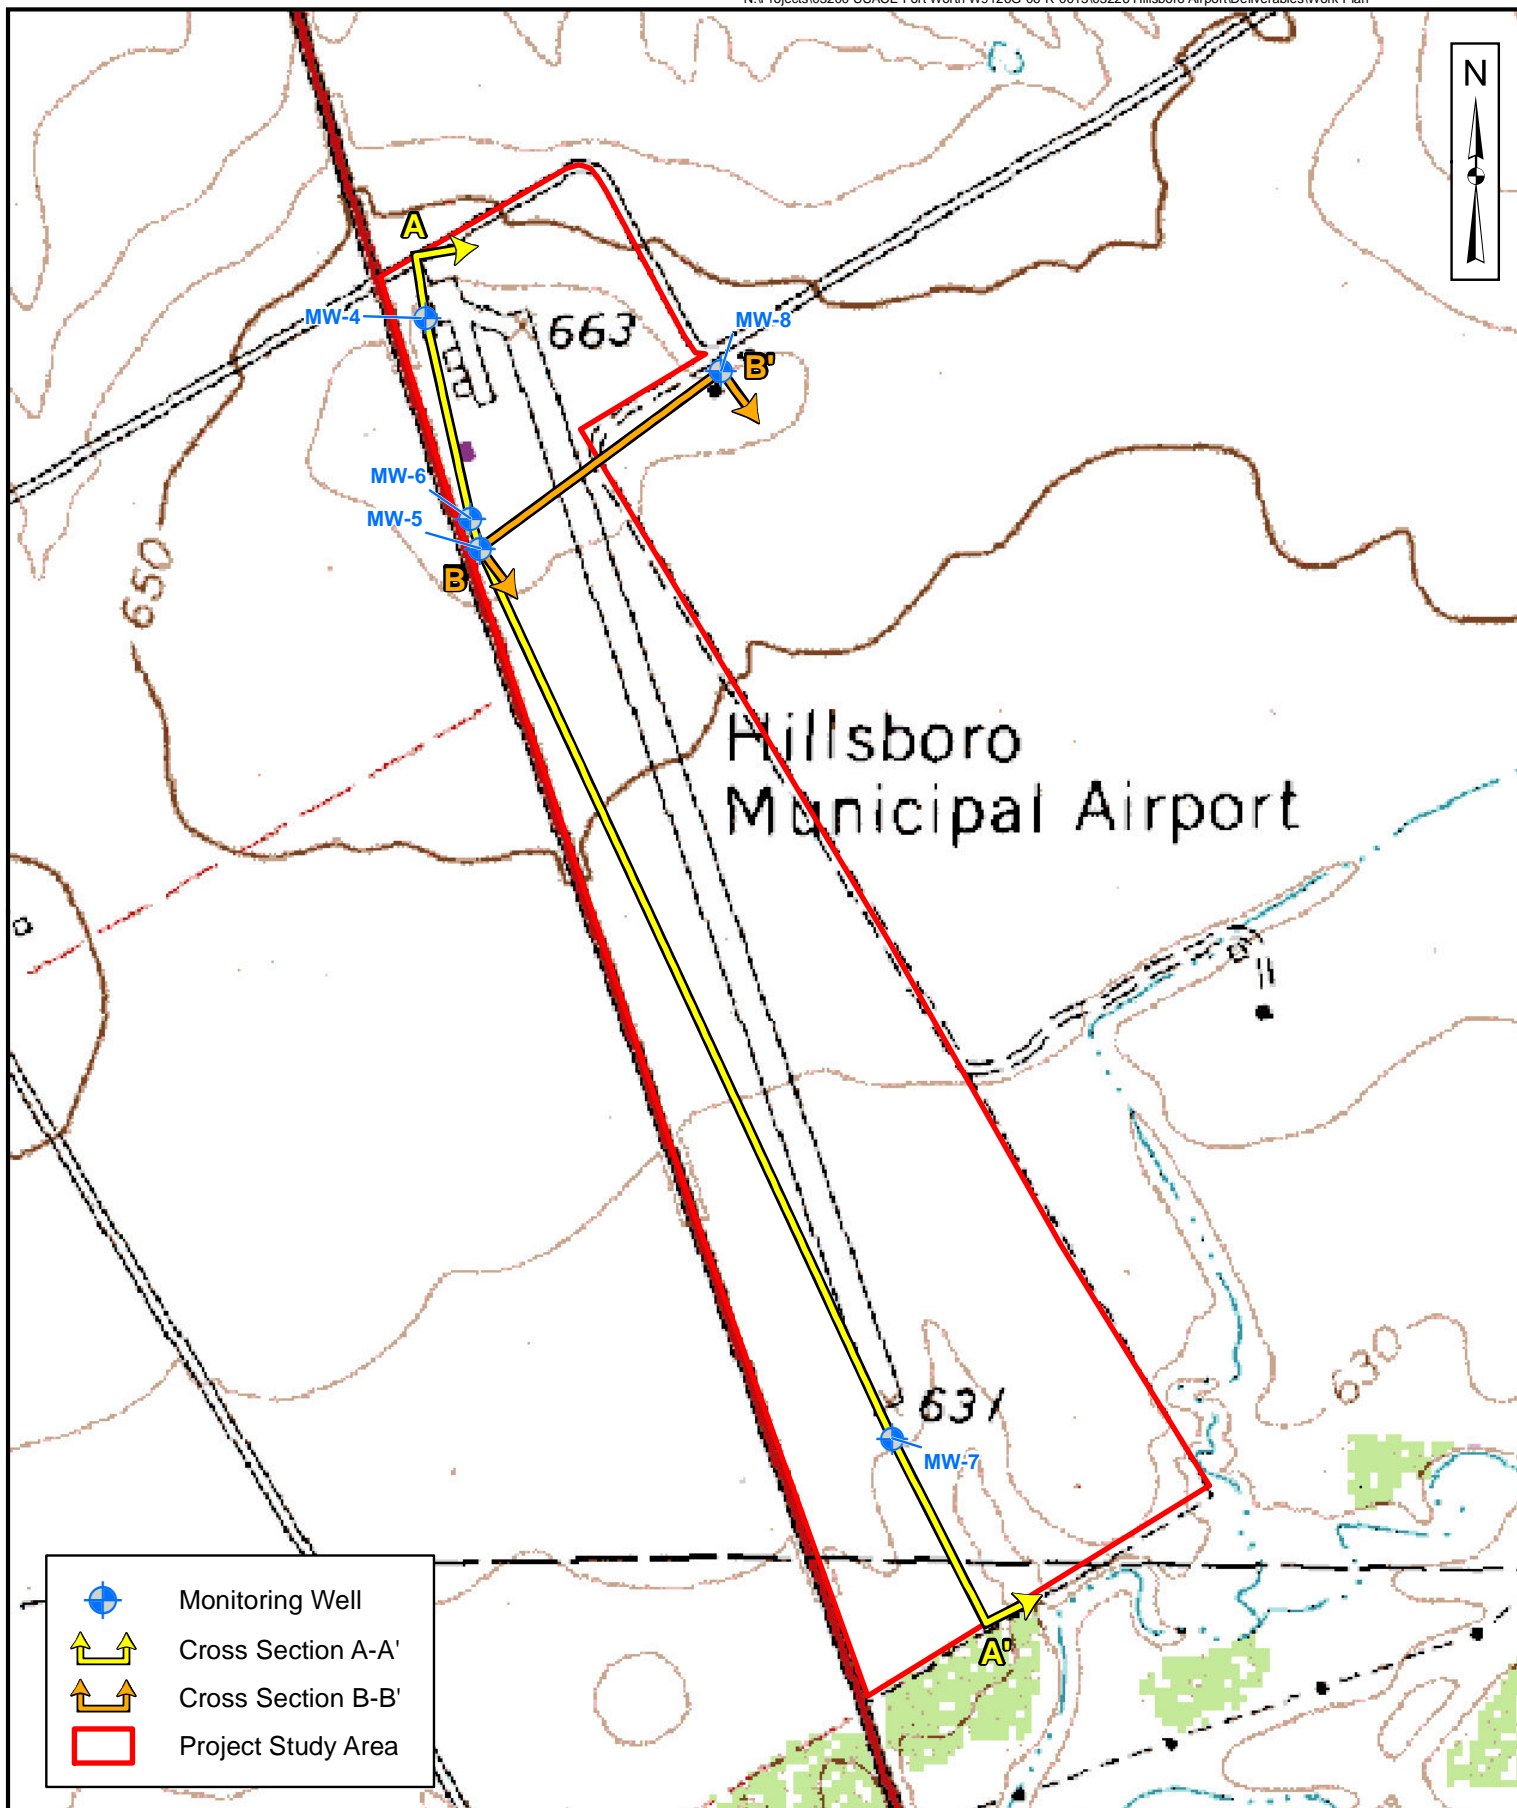 N
A
MW-4
663
MW-8
B'
MW-6
MW-5
B
650
Hillsboro
Municipal Airport
630
631
MW-7
A'
Monitoring Well
Cross Section A-A'
Cross Section B-B'
Project Study Area